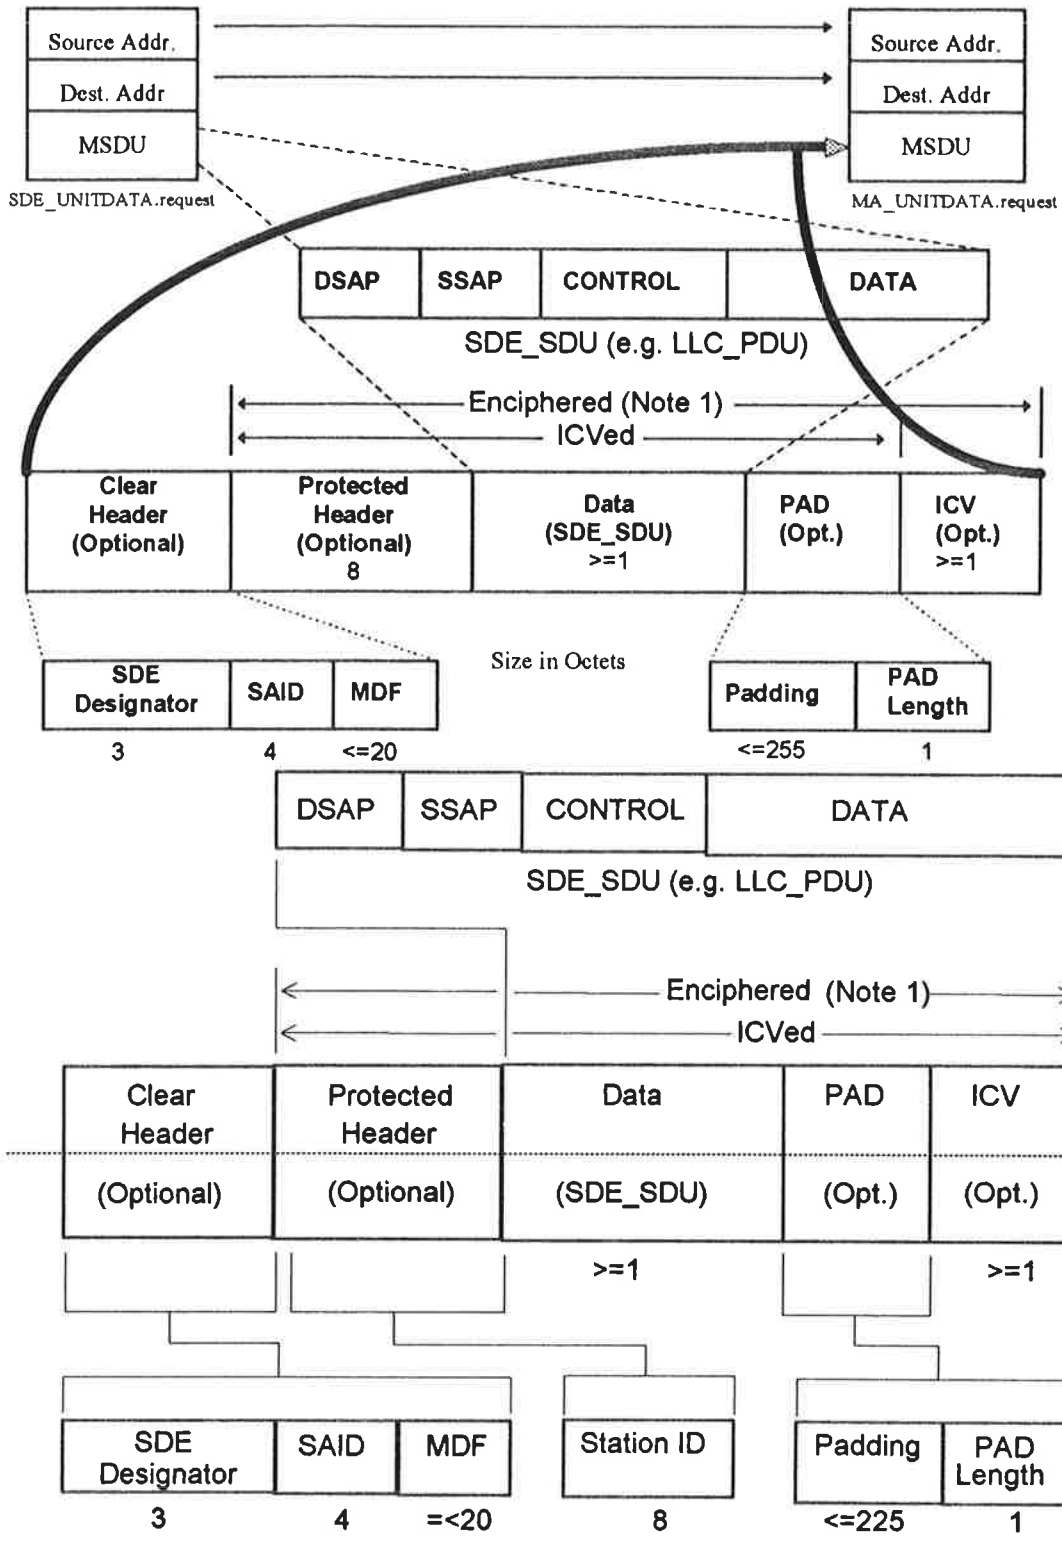 Source Addr.
Dest. Addr
MSDU
SDE_UNITDATA.request
Source Addr.
Dest. Addr
MSDU
MA_UNITDATA.request
DSAP SSAP CONTROL DATA
SDE_SDU (e.g. LLC_PDU)
Enciphered (Note 1)
ICVed
Clear
Header
(Optional)
Protected
Header
(Optional)
8
Data
(SDE_SDU)
>=1
PAD
(Opt.)
ICV
(Opt.)
>=1
Size in Octets
SDE
Designator
SAID
MDF
Padding
PAD
Length
3 4 <=20 <=255 1
DSAP SSAP CONTROL DATA
SDE_SDU (e.g. LLC_PDU)
Enciphered (Note 1)
ICVed
Clear
Header
(Optional)
Protected
Header
(Optional)
Data
(SDE_SDU)
>=1
PAD
(Opt.)
ICV
(Opt.)
>=1
SDE
Designator
SAID
MDF
Station ID
Padding
PAD
Length
3 4 =<20 8 <=225 1